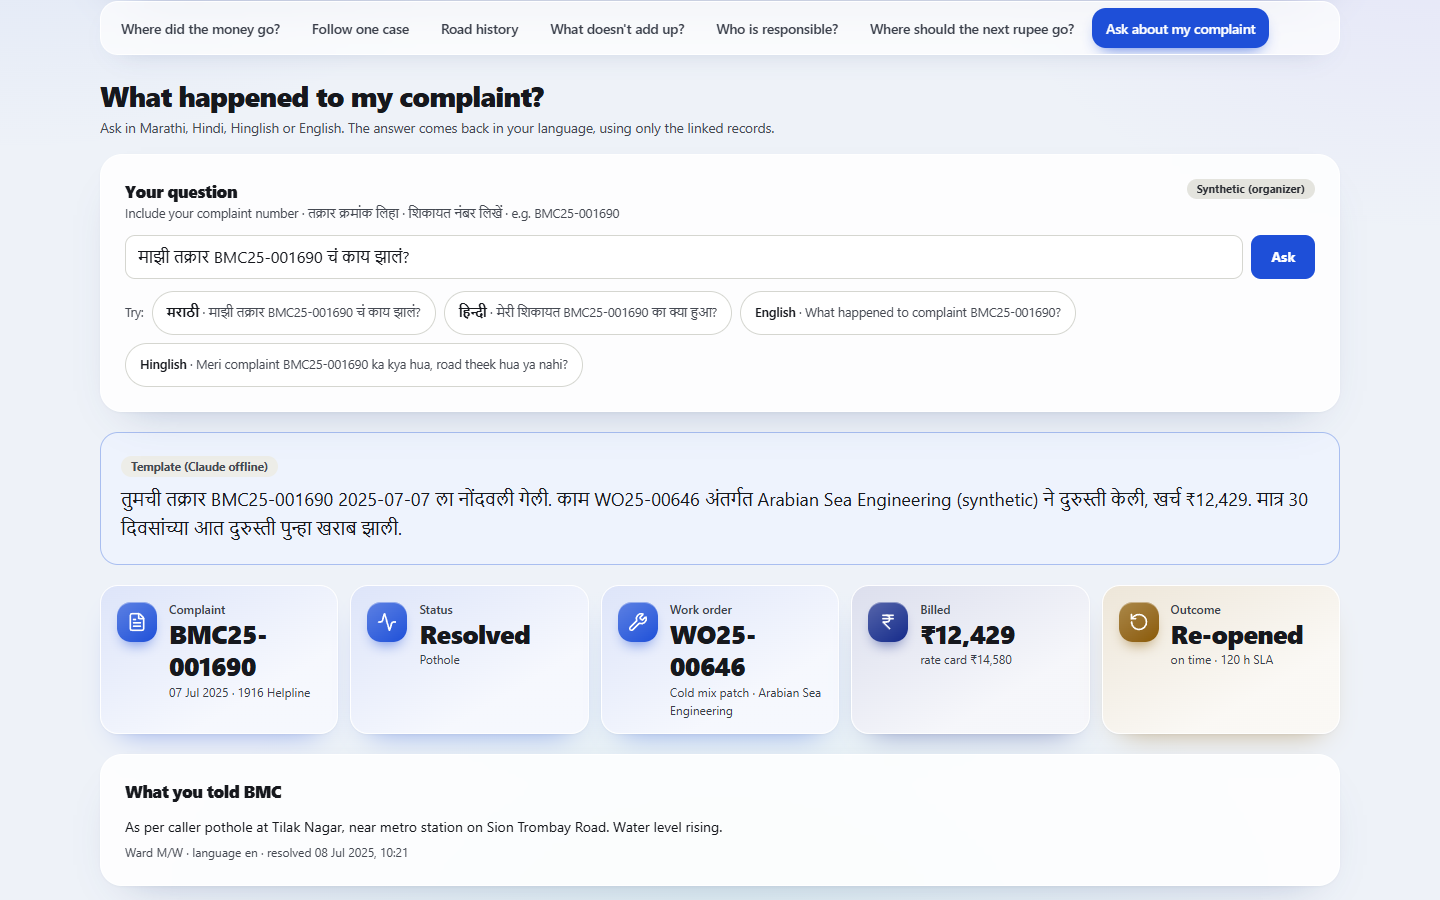 Where did the money go? Follow one case Road history What doesn't add up? Who is responsible? Where should the next rupee go? Ask about my complaint
What happened to my complaint?
Ask in Marathi, Hindi, Hinglish or English. The answer comes back in your language, using only the linked records.
Your question
Synthetic (organizer)
Include your complaint number · तक्रार क्रमांक लिहा · शिकायत नंबर लिखें · e.g. BMC25-001690
माझी तक्रार BMC25-001690 चं काय झालं?
Ask
Try: मराठी · माझी तक्रार BMC25-001690 चं काय झालं? हिन्दी · मेरी शिकायत BMC25-001690 का क्या हुआ? English · What happened to complaint BMC25-001690?
Hinglish · Meri complaint BMC25-001690 ka kya hua, road theek hua ya nahi?
Template (Claude offline)
तुमची तक्रार BMC25-001690 2025-07-07 ला नोंदवली गेली. काम WO25-00646 अंतर्गत Arabian Sea Engineering (synthetic) ने दुरुस्ती केली, खर्च ₹12,429. मात्र 30
दिवसांच्या आत दुरुस्ती पुन्हा खराब झाली.
Complaint
BMC25-
001690
07 Jul 2025 · 1916 Helpline
Status
Resolved
Pothole
Work order
WO25-
00646
Cold mix patch · Arabian Sea
Engineering
Billed
₹12,429
rate card ₹14,580
Outcome
Re-opened
on time · 120 h SLA
What you told BMC
As per caller pothole at Tilak Nagar, near metro station on Sion Trombay Road. Water level rising.
Ward M/W · language en · resolved 08 Jul 2025, 10:21